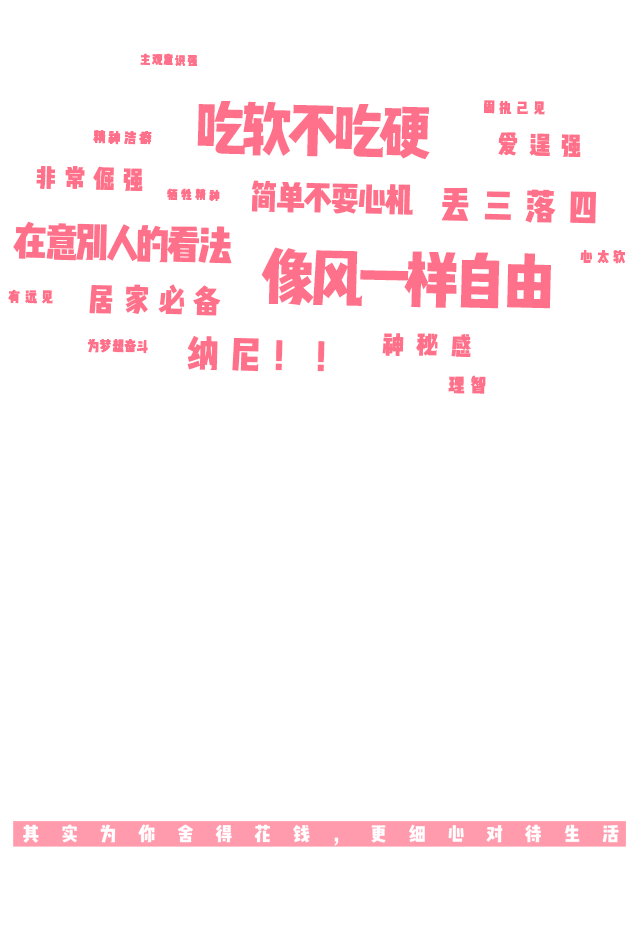 主观意识强
吃软不吃硬
固执己见
精神洁癖
爱逞强
非常倔强
牺牲精神
简单不耍心机
丢三落四
在意别人的看法
像风一样自由
心太软
有远见
居家必备
为梦想奋斗
纳尼！！
神秘感
理智
其实为你舍得花钱，更细心对待生活